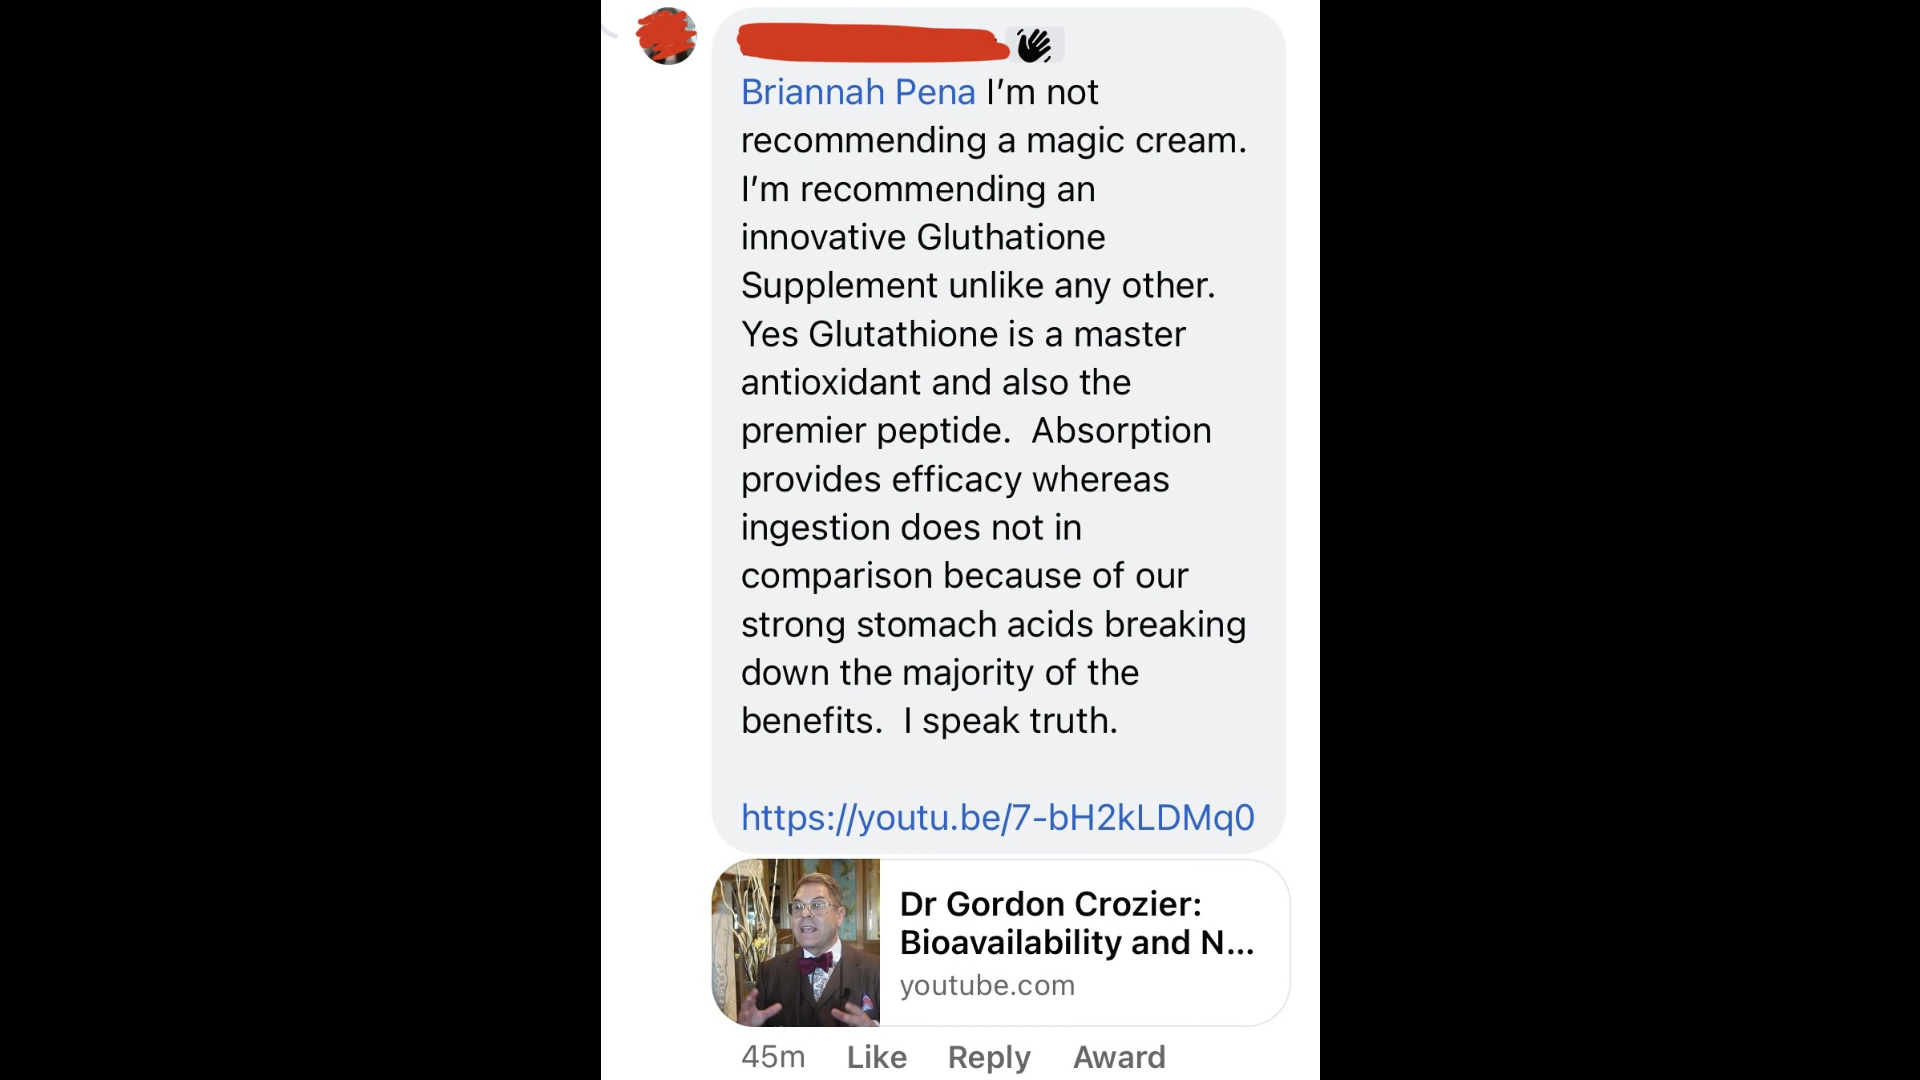 Briannah Pena I’m not
recommending a magic cream.
I’m recommending an
innovative Gluthatione
Supplement unlike any other.
Yes Glutathione is a master
antioxidant and also the
premier peptide.  Absorption
provides efficacy whereas
ingestion does not in
comparison because of our
strong stomach acids breaking
down the majority of the
benefits.  I speak truth.
https://youtu.be/7-bH2kLDMq0
Dr Gordon Crozier:
Bioavailability and N...
youtube.com
45m Like Reply Award